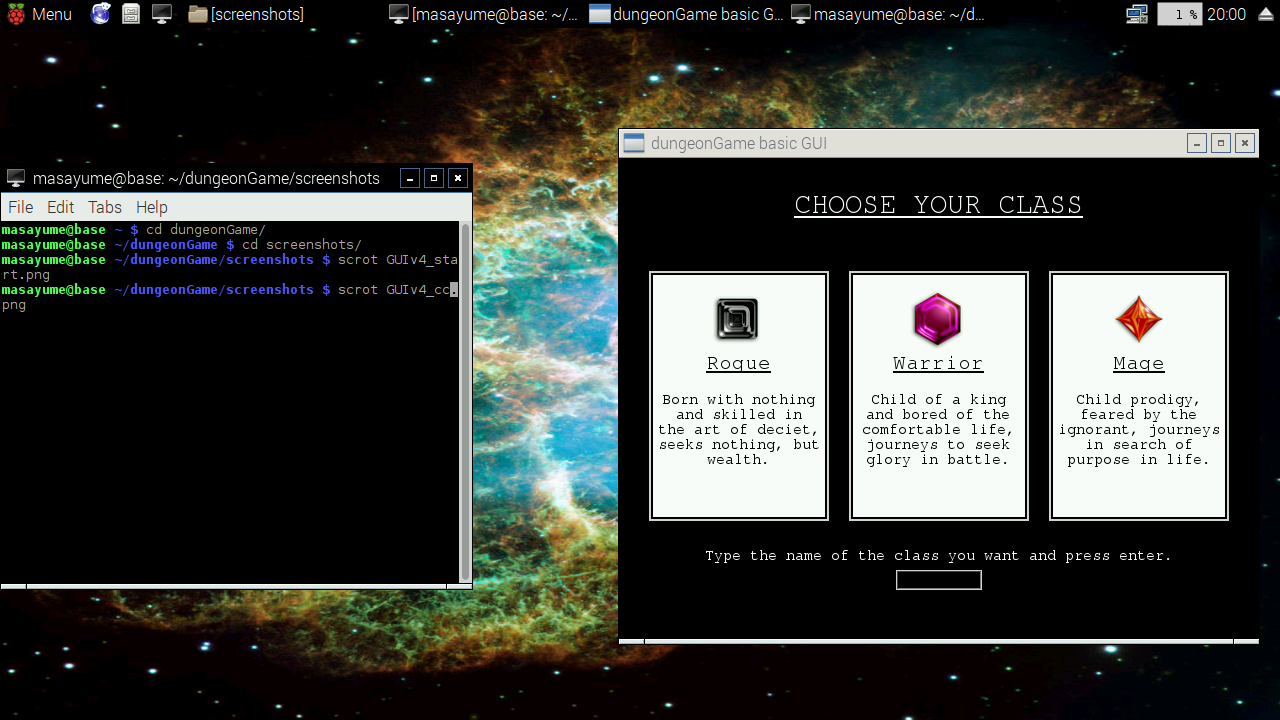 Menu
[screenshots]
[masayume@base: ~/...
dungeonGame basic G...
masayume@base: ~/d...
1 %
20:00
masayume@base: ~/dungeonGame/screenshots
File Edit Tabs Help
masayume@base ~ $ cd dungeonGame/
masayume@base ~/dungeonGame $ cd screenshots/
masayume@base ~/dungeonGame/screenshots $ scrot GUIv4_sta
rt.png
masayume@base ~/dungeonGame/screenshots $ scrot GUIv4_cc.
png
dungeonGame basic GUI
CHOOSE YOUR CLASS
Rogue
Born with nothing
and skilled in
the art of deciet,
seeks nothing, but
wealth.
Warrior
Child of a king
and bored of the
comfortable life,
journeys to seek
glory in battle.
Mage
Child prodigy,
feared by the
ignorant, journeys
in search of
purpose in life.
Type the name of the class you want and press enter.